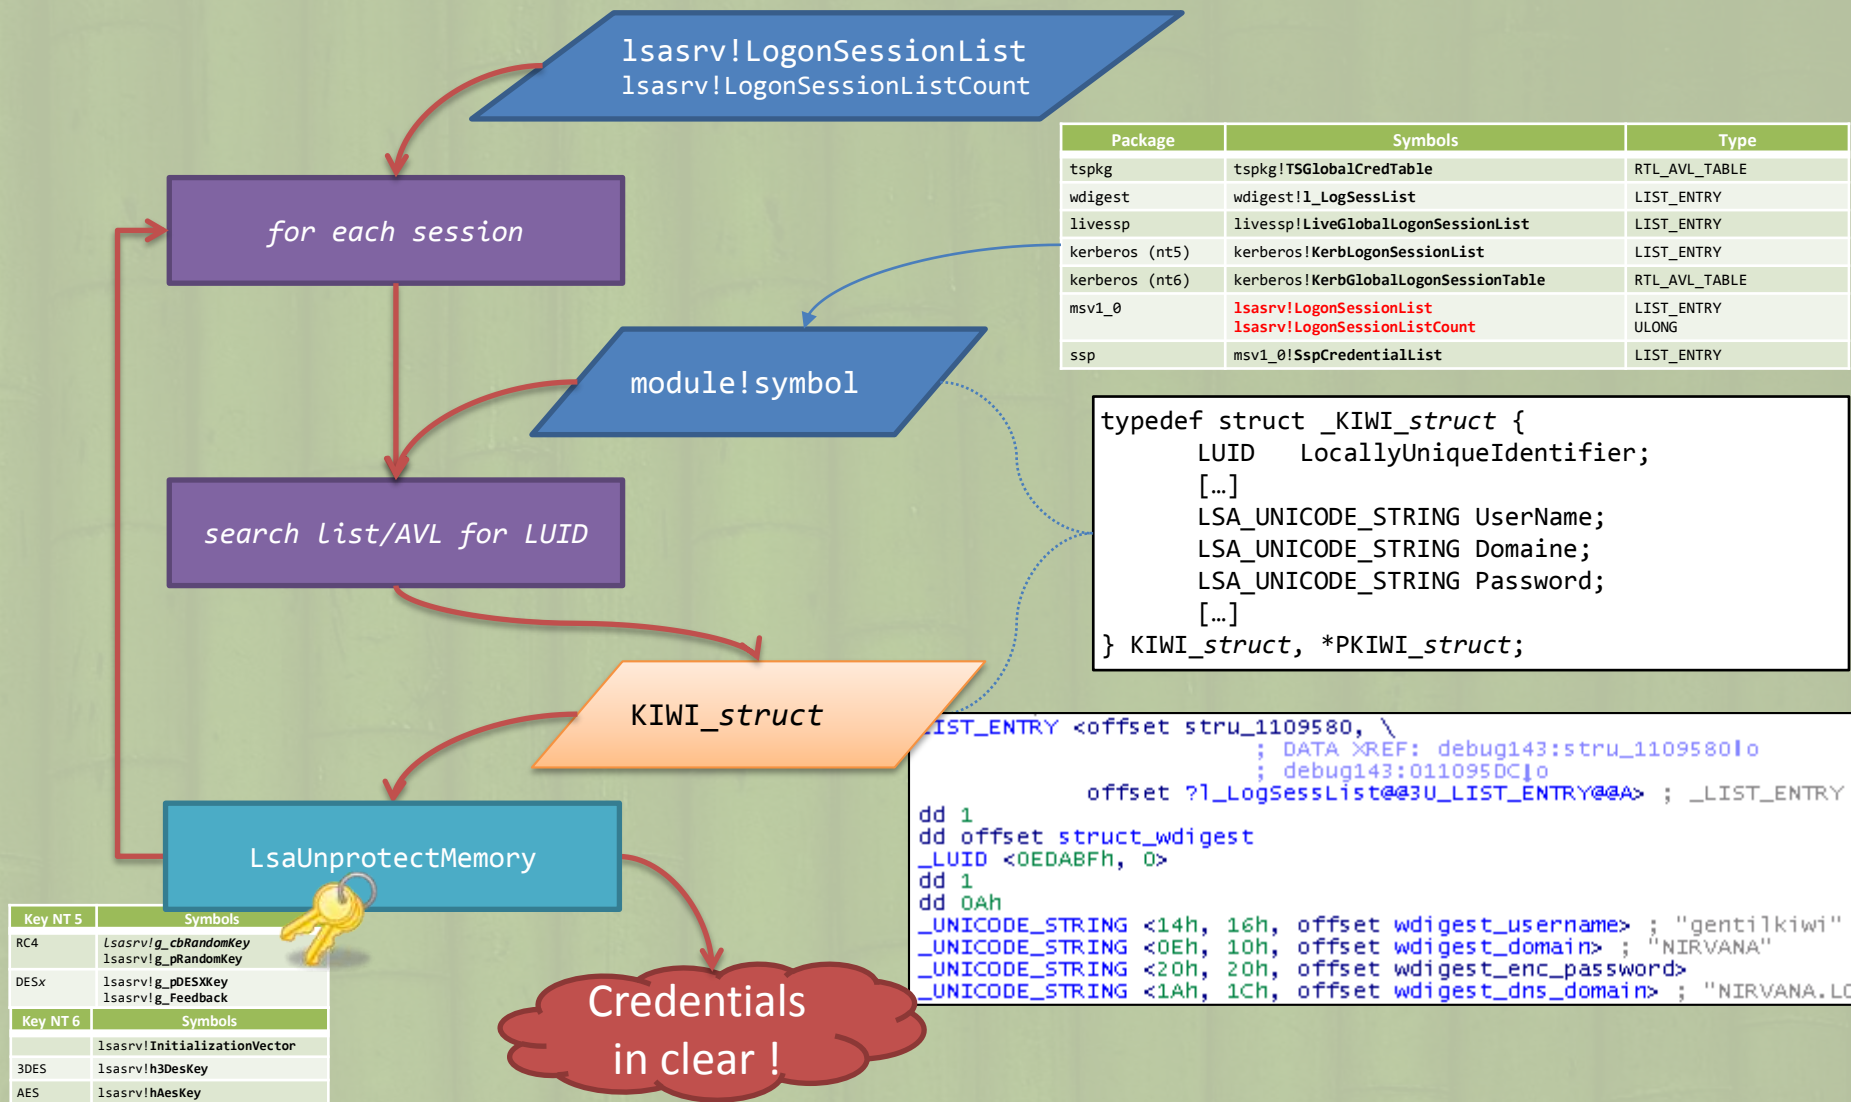 lsasrv!LogonSessionList
lsasrv!LogonSessionListCount
for each session
module!symbol
search list/AVL for LUID
KIWI_struct
LsaUnprotectMemory
Credentials
in clear !
Package Symbols Type
tspkg tspkg!TSGlobalCredTable RTL_AVL_TABLE
wdigest wdigest!l_LogSessList LIST_ENTRY
livessp livessp!LiveGlobalLogonSessionList LIST_ENTRY
kerberos (nt5) kerberos!KerbLogonSessionList LIST_ENTRY
kerberos (nt6) kerberos!KerbGlobalLogonSessionTable RTL_AVL_TABLE
msv1_0 lsasrv!LogonSessionList LIST_ENTRY
lsasrv!LogonSessionListCount ULONG
ssp msv1_0!SspCredentialList LIST_ENTRY
typedef struct _KIWI_struct {
LUID LocallyUniqueIdentifier;
[…]
LSA_UNICODE_STRING UserName;
LSA_UNICODE_STRING Domaine;
LSA_UNICODE_STRING Password;
[…]
} KIWI_struct, *PKIWI_struct;
LIST_ENTRY <offset stru_1109580, \
; DATA XREF: debug143:stru_1109580↓o
; debug143:011095DC↓o
offset ?l_LogSessList@@3U_LIST_ENTRY@@A> ; _LIST_ENTRY
dd 1
dd offset struct_wdigest
_LUID <0EDABFh, 0>
dd 1
dd 0Ah
_UNICODE_STRING <14h, 16h, offset wdigest_username> ; "gentilkiwi"
_UNICODE_STRING <0Eh, 10h, offset wdigest_domain> ; "NIRVANA"
_UNICODE_STRING <20h, 20h, offset wdigest_enc_password>
_UNICODE_STRING <1Ah, 1Ch, offset wdigest_dns_domain> ; "NIRVANA.LO
Key NT 5 Symbols
RC4 Lsasrv!g_cbRandomKey
lsasrv!g_pRandomKey
DESx lsasrv!g_pDESXKey
lsasrv!g_Feedback
Key NT 6 Symbols
lsasrv!InitializationVector
3DES lsasrv!h3DesKey
AES lsasrv!hAesKey